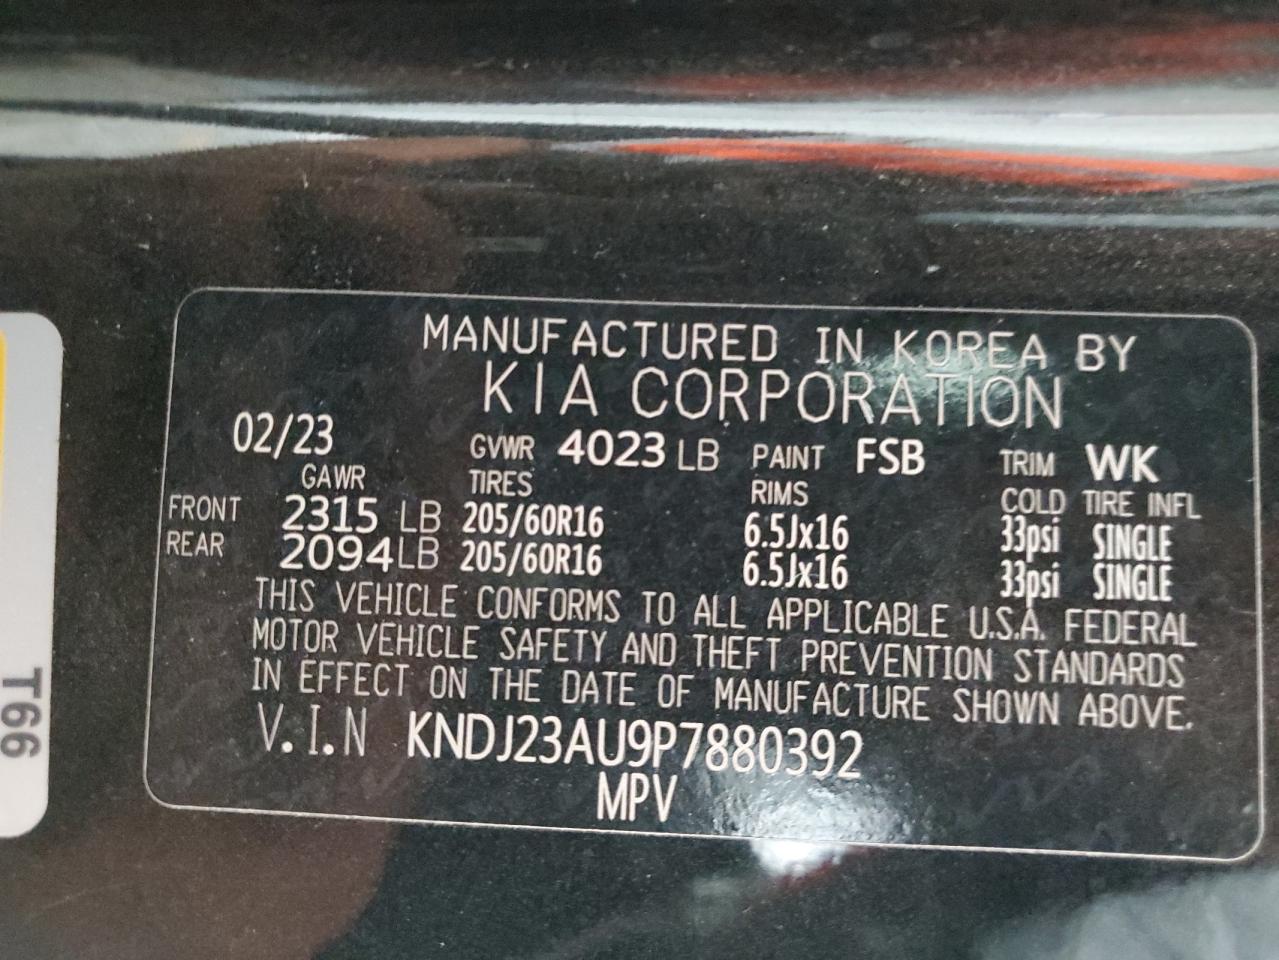 MANUFACTURED IN KOREA BY
KIA CORPORATION
02/23 GVWR 4023 LB PAINT FSB TRIM WK
GAWR TIRES RIMS COLD TIRE INFL
FRONT 2315 LB 205/60R16 6.5Jx16 33psi SINGLE
REAR 2094 LB 205/60R16 6.5Jx16 33psi SINGLE
THIS VEHICLE CONFORMS TO ALL APPLICABLE U.S.A. FEDERAL
MOTOR VEHICLE SAFETY AND THEFT PREVENTION STANDARDS
IN EFFECT ON THE DATE OF MANUFACTURE SHOWN ABOVE.
V.I.N KNDJ23AU9P7880392
MPV
T66